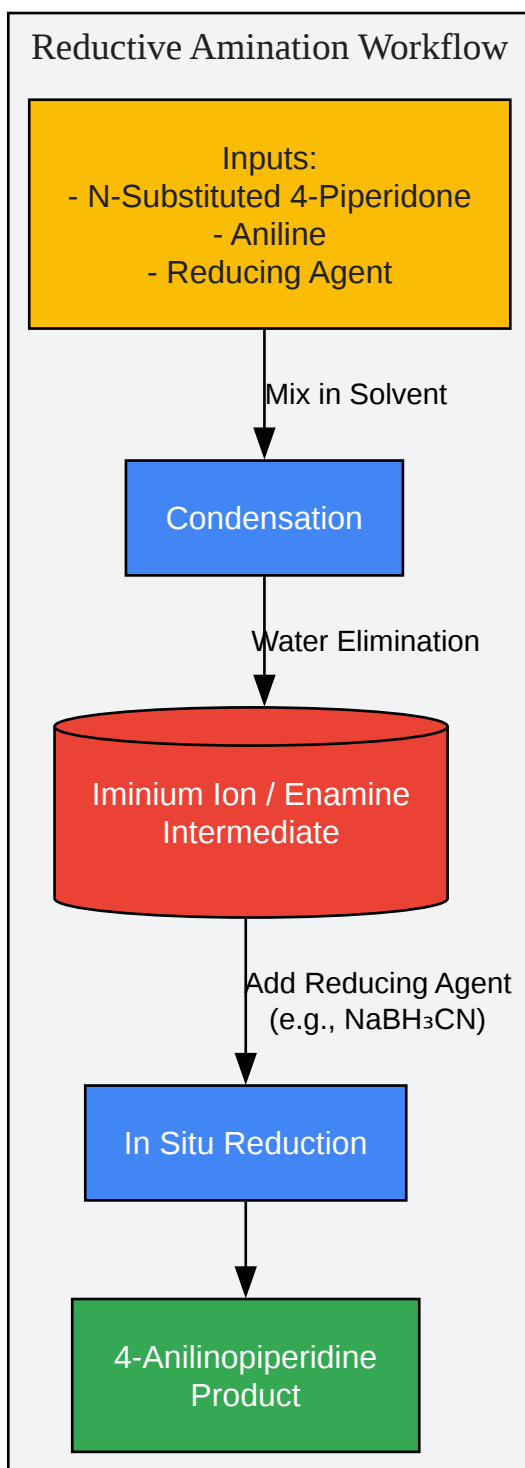 Reductive Amination Workflow
Inputs:
- N-Substituted 4-Piperidone
- Aniline
- Reducing Agent
Mix in Solvent
Condensation
Water Elimination
Iminium Ion / Enamine
Intermediate
Add Reducing Agent
(e.g., NaBH₃CN)
In Situ Reduction
4-Anilinopiperidine
Product